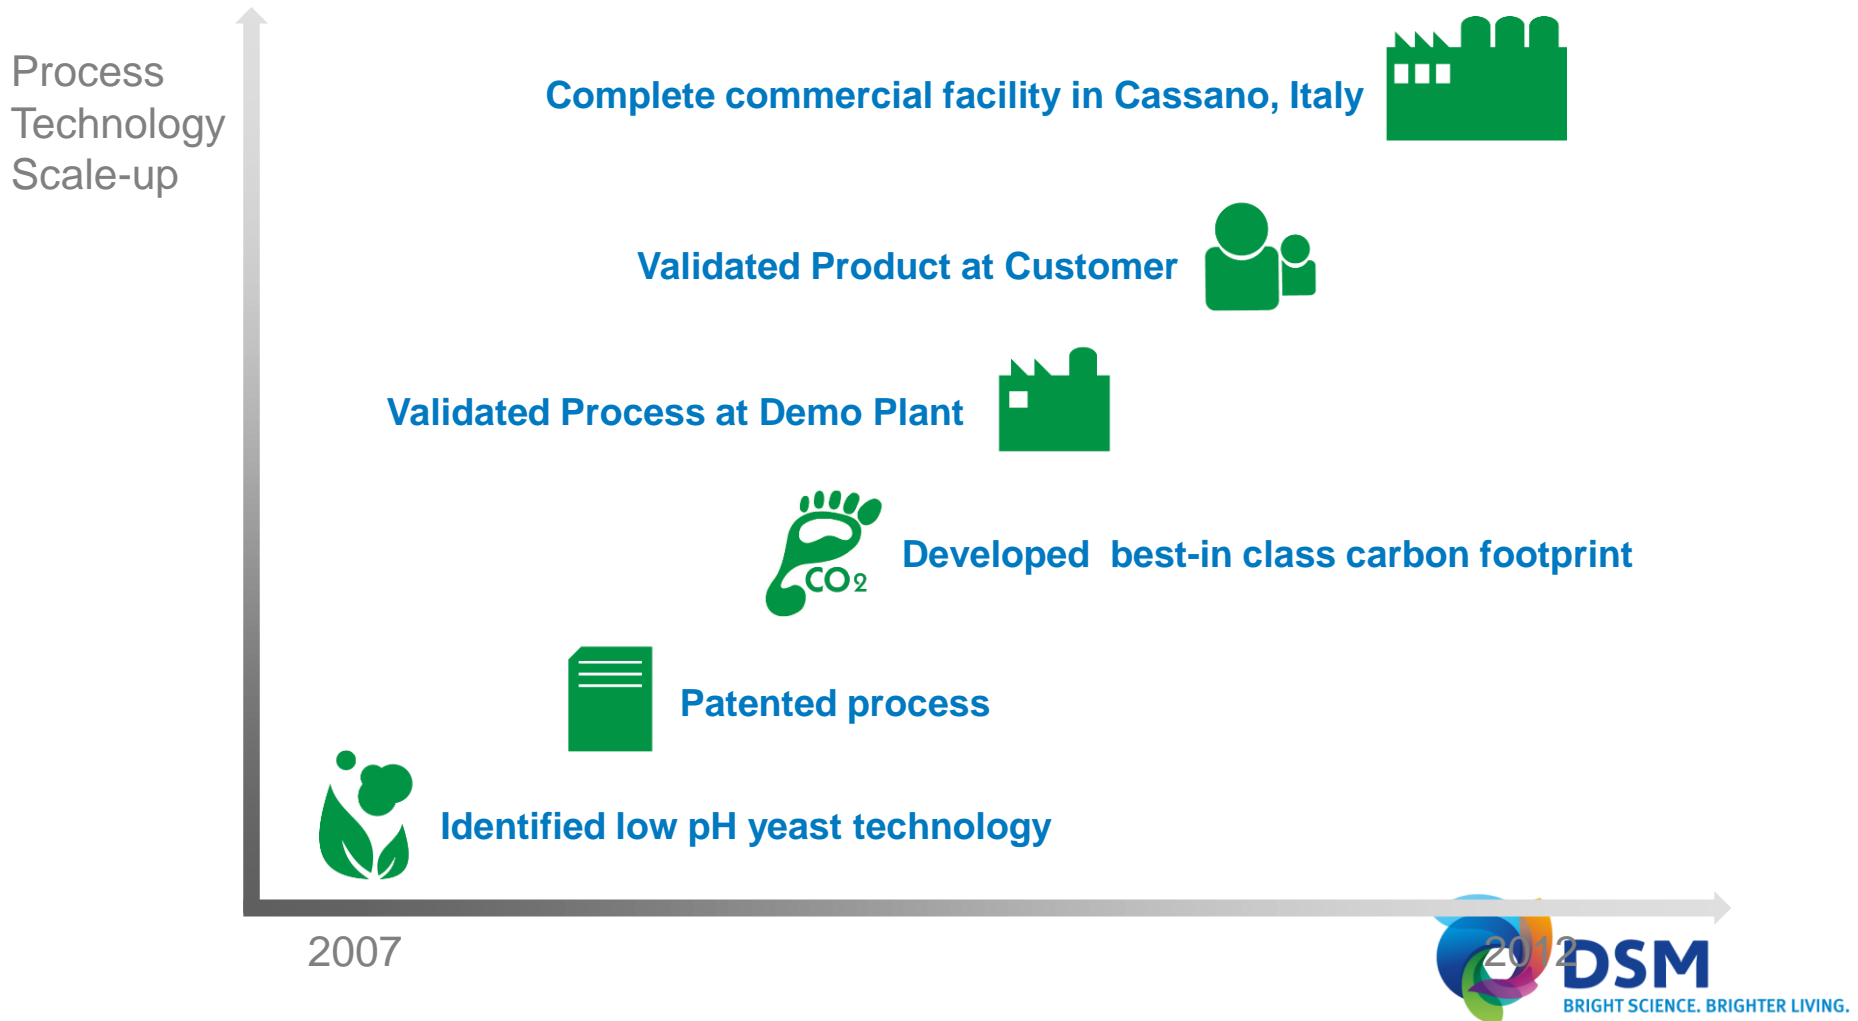 Process
Technology
Scale-up
Complete commercial facility in Cassano, Italy
Validated Product at Customer
Validated Process at Demo Plant
CO2
Developed  best-in class carbon footprint
Patented process
Identified low pH yeast technology
2007
2012
DSM
BRIGHT SCIENCE. BRIGHTER LIVING.